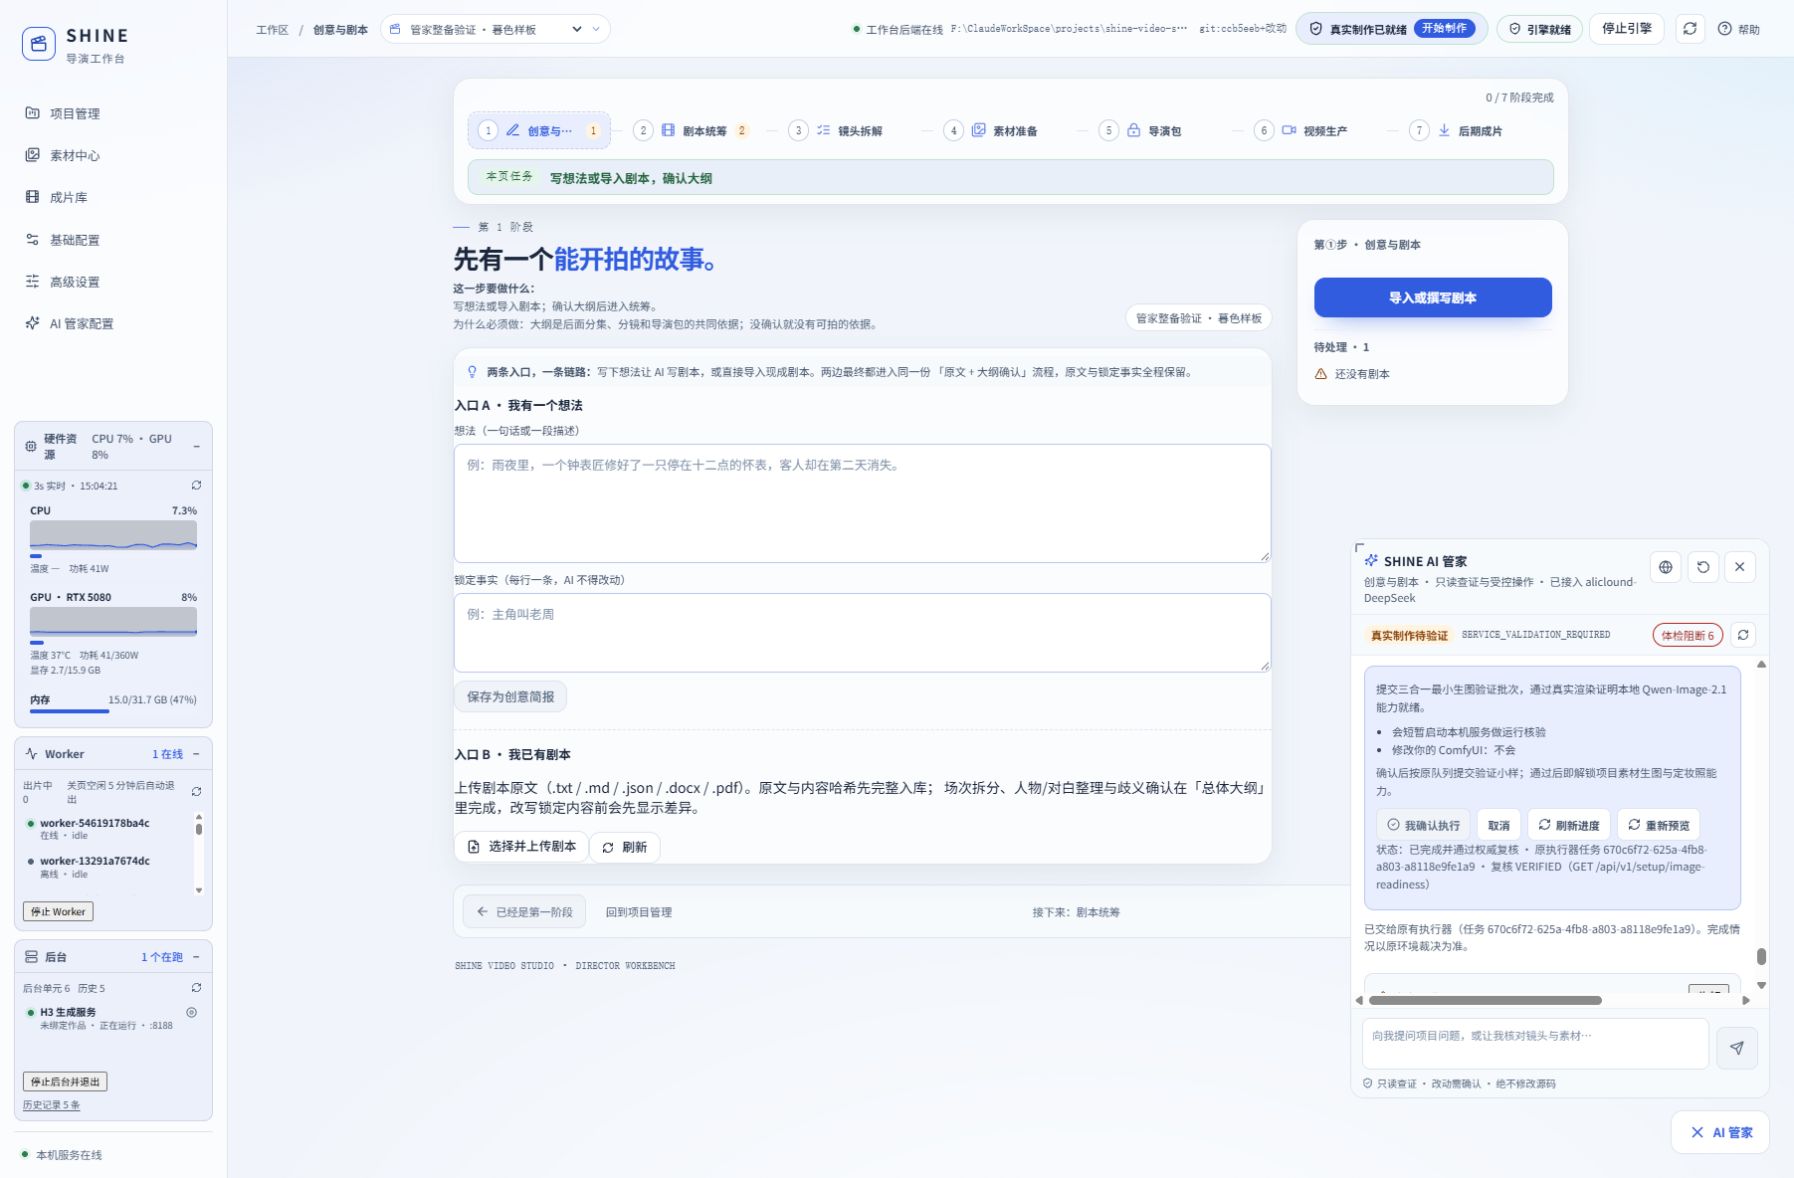 SHINE
导演工作台
项目管理
素材中心
成片库
基础配置
高级设置
AI 管家配置
硬件资源
CPU 7% · GPU 8%
3s 实时 · 15:04:21
CPU 7.3%
温度 — 功耗 41W
GPU · RTX 5080 8%
温度 37°C 功耗 41/360W
显存 2.7/15.9 GB
内存 15.0/31.7 GB (47%)
Worker 1 在线
出片中 0
关页空闲 5 分钟后自动退出
worker-54619178ba4c
在线 · idle
worker-13291a7674dc
离线 · idle
停止 Worker
后台 1 个在跑
后台单元 6 历史 5
H3 生成服务
未绑定作品 · 正在运行 · :8188
停止后台并退出
历史记录 5 条
本机服务在线
工作区 / 创意与剧本
管家整备验证 · 暮色样板
工作台后端在线 F:\ClaudeWorkSpace\projects\shine-video-s… git:ccb5eeb+改动
真实制作已就绪 开始制作
引擎就绪
停止引擎
帮助
0 / 7 阶段完成
1 创意与… 1
2 剧本统筹 2
3 镜头拆解
4 素材准备
5 导演包
6 视频生产
7 后期成片
本页任务 写想法或导入剧本，确认大纲
第 1 阶段
先有一个能开拍的故事。
这一步要做什么：
写想法或导入剧本；确认大纲后进入统筹。
为什么必须做：大纲是后面分集、分镜和导演包的共同依据；没确认就没有可拍的依据。
管家整备验证 · 暮色样板
两条入口，一条链路：写下想法让 AI 写剧本，或直接导入现成剧本。两边最终都进入同一份「原文 + 大纲确认」流程，原文与锁定事实全程保留。
入口 A · 我有一个想法
想法（一句话或一段描述）
例：雨夜里，一个钟表匠修好了一只停在十二点的怀表，客人却在第二天消失。
锁定事实（每行一条，AI 不得改动）
例：主角叫老周
保存为创意简报
入口 B · 我已有剧本
上传剧本原文（.txt / .md / .json / .docx / .pdf）。原文与内容哈希先完整入库； 场次拆分、人物/对白整理与歧义确认在「总体大纲」
里完成，改写锁定内容前会先显示差异。
选择并上传剧本
刷新
已经是第一阶段
回到项目管理
接下来：剧本统筹
SHINE VIDEO STUDIO · DIRECTOR WORKBENCH
第①步 · 创意与剧本
导入或撰写剧本
待处理 · 1
还没有剧本
SHINE AI 管家
创意与剧本 · 只读查证与受控操作 · 已接入 aliclound-
DeepSeek
真实制作待验证 SERVICE_VALIDATION_REQUIRED 体检阻断 6
提交三合一最小生图验证批次，通过真实渲染证明本地 Qwen-Image-2.1
能力就绪。
会短暂启动本机服务做运行核验
修改你的 ComfyUI：不会
确认后按原队列提交验证小样；通过后即解锁项目素材生图与定妆照能
力。
我确认执行
取消
刷新进度
重新预览
状态：已完成并通过权威复核 · 原执行器任务 670c6f72-625a-4fb8-
a803-a8118e9fe1a9 · 复核 VERIFIED（GET /api/v1/setup/image-
readiness）
已交给原有执行器（任务 670c6f72-625a-4fb8-a803-a8118e9fe1a9）。完成情
况以原环境裁决为准。
向我提问项目问题，或让我核对镜头与素材…
只读查证 · 改动需确认 · 绝不修改源码
AI 管家